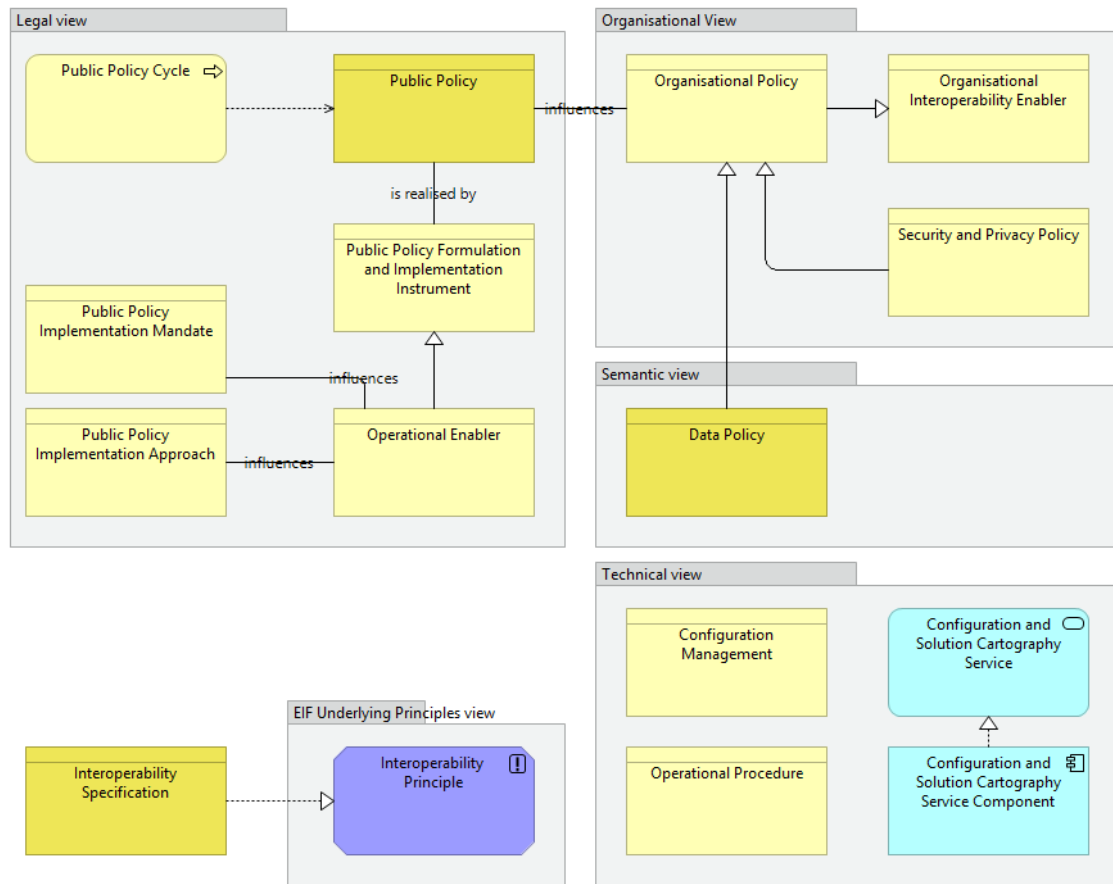 Legal view
Public Policy Cycle
Public Policy
influences
is realised by
Public Policy Formulation
and Implementation
Instrument
Public Policy
Implementation Mandate
influences
Public Policy
Implementation Approach
influences
Operational Enabler
Organisational View
Organisational Policy
Organisational
Interoperability Enabler
Security and Privacy Policy
Semantic view
Data Policy
Technical view
Configuration
Management
Configuration and
Solution Cartography
Service
Operational Procedure
Configuration and
Solution Cartography
Service Component
EIF Underlying Principles view
Interoperability
Specification
Interoperability
Principle